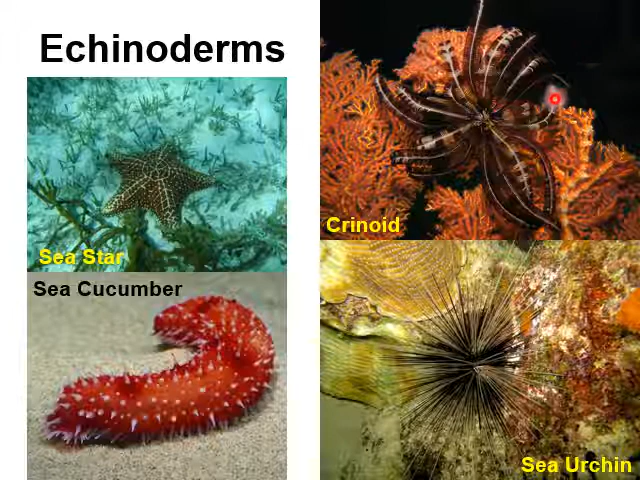 Echinoderms
Sea Star
Crinoid
Sea Cucumber
Sea Urchin